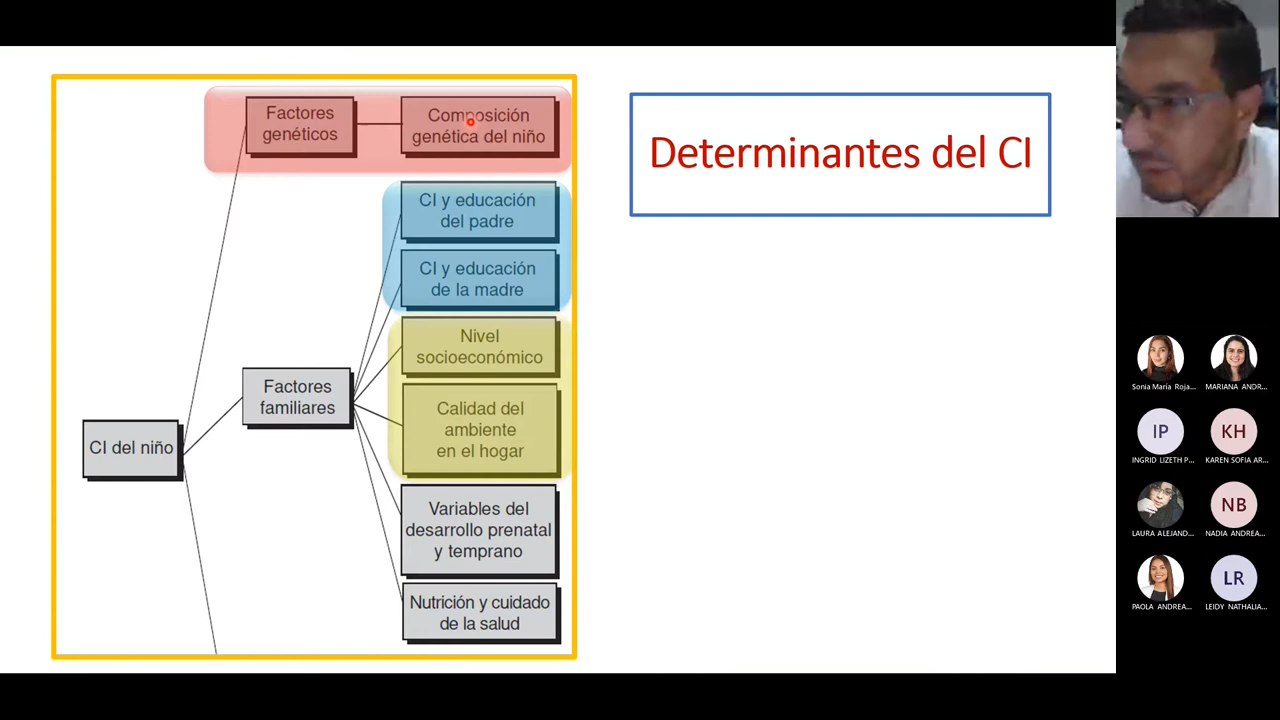 Factores
genéticos
Composición
genética del niño
CI y educación
del padre
CI y educación
de la madre
Nivel
socioeconómico
Factores
familiares
Calidad del
ambiente
en el hogar
CI del niño
Variables del
desarrollo prenatal
y temprano
Nutrición y cuidado
de la salud
Determinantes del CI
Sonia María Roja...
MARIANA ANDR...
IP
KH
INGRID LIZETH P...
KAREN SOFIA AR...
NB
LAURA ALEJAND...
NADIA ANDREA...
LR
PAOLA ANDREA...
LEIDY NATHALIA...